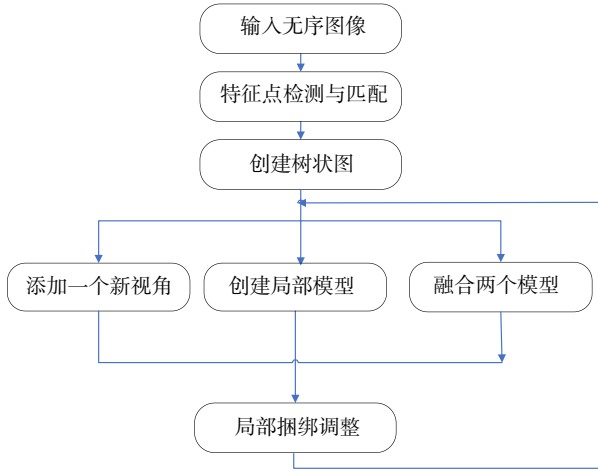 输入无序图像
特征点检测与匹配
创建树状图
添加一个新视角
创建局部模型
融合两个模型
局部捆绑调整